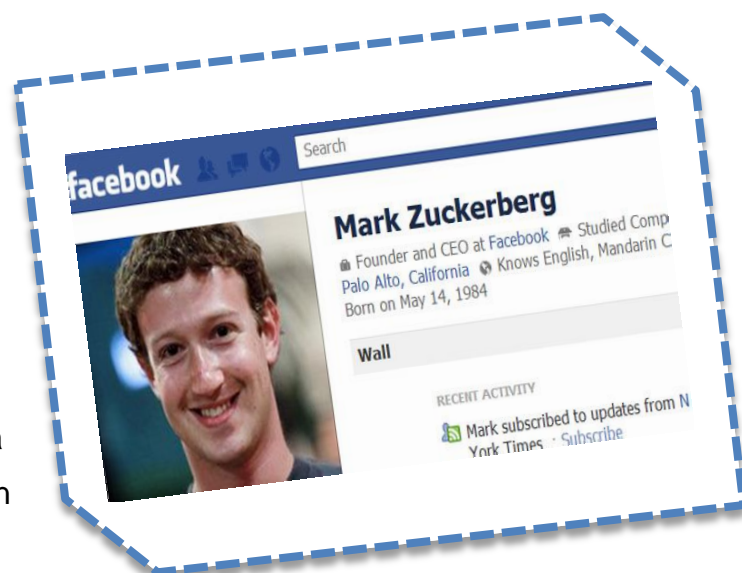 facebook
Search
Mark Zuckerberg
Founder and CEO at Facebook Studied Comp
Palo Alto, California Knows English, Mandarin C
Born on May 14, 1984
Wall
RECENT ACTIVITY
Mark subscribed to updates from N
York Times · Subscribe
n